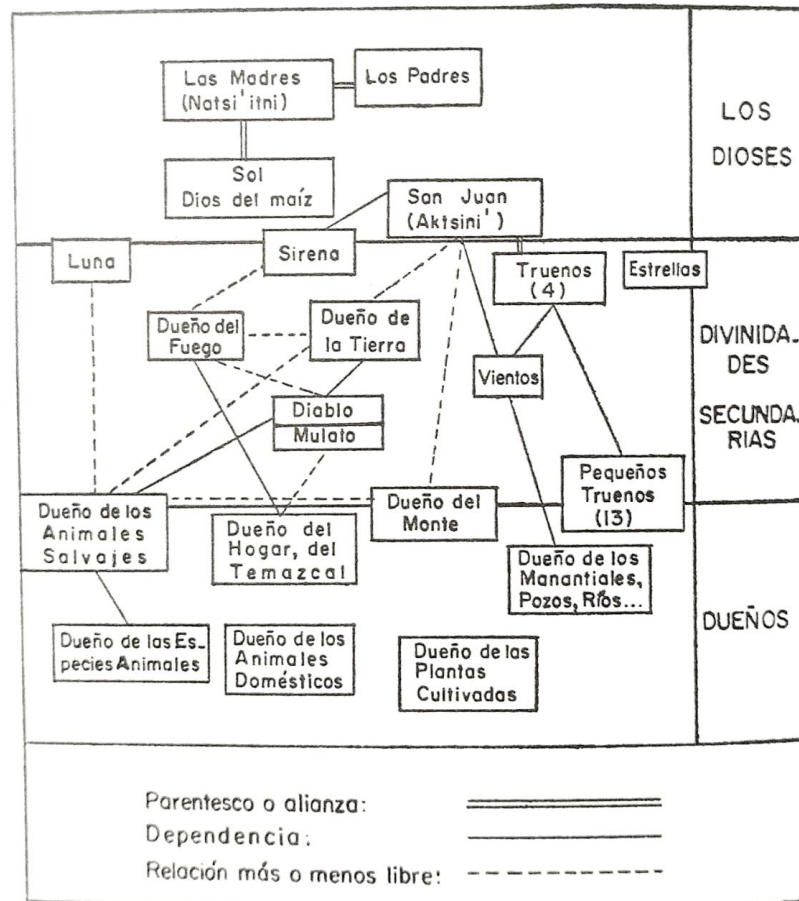 Las Madres
(Natsi'itni)
Los Padres
Sol
Dios del maíz
San Juan
(Aktsini')
LOS
DIOSES
Luna
Sirena
Truenos
(4)
Estrellas
Dueño del
Fuego
Dueño de
la Tierra
Vientos
Diablo
Mulato
DIVINIDA-
DES
SECUNDA-
RIAS
Dueño de los
Animales
Salvajes
Dueño del
Hogar, del
Temazcal
Dueño del
Monte
Pequeños
Truenos
(13)
Dueño de los
Manantiales,
Pozos, Ríos...
Dueño de las Es-
pecies Animales
Dueño de los
Animales
Domésticos
Dueño de las
Plantas
Cultivadas
DUEÑOS
Parentesco o alianza:
Dependencia:
Relación más o menos libre: